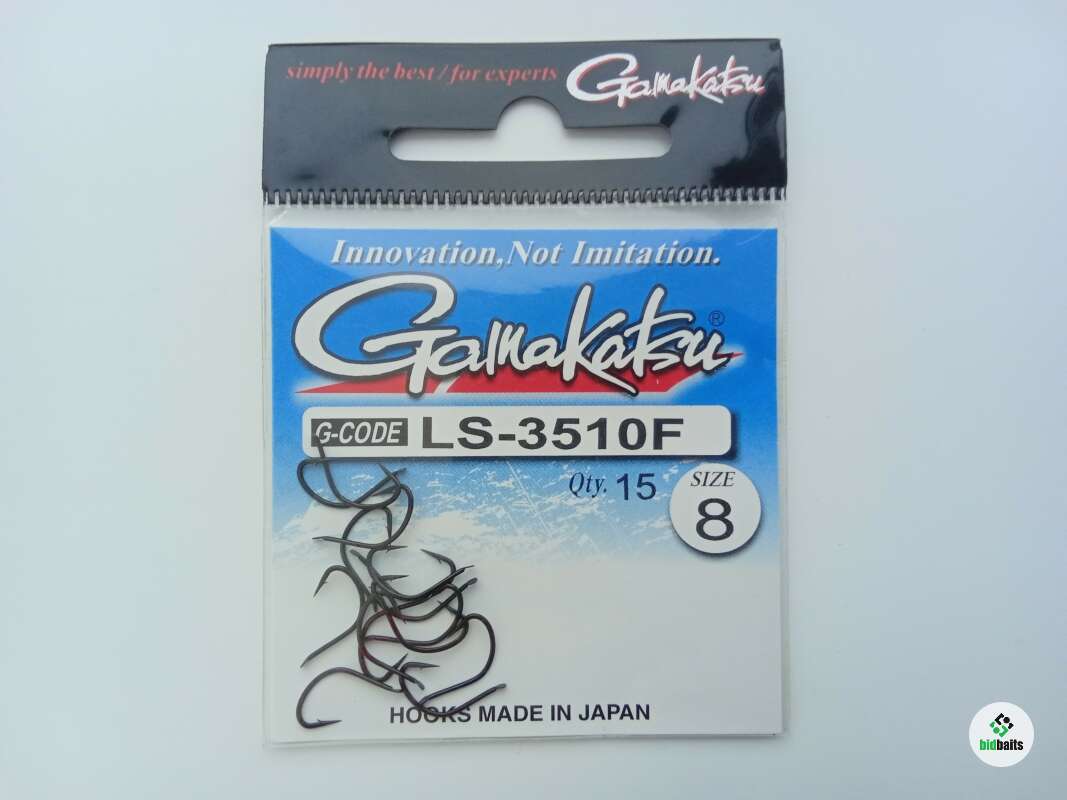 simply the best / for experts Gamakatsu
Innovation, Not Imitation.
Gamakatsu®
G-CODE LS-3510F
Qty. 15
SIZE
8
HOOKS MADE IN JAPAN
bidbaits